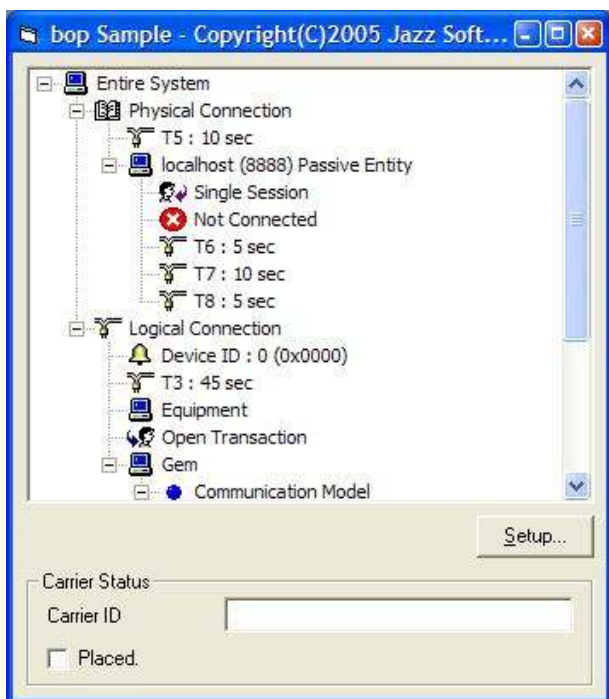 bop Sample - Copyright(C)2005 Jazz Soft...
Entire System
Physical Connection
T5 : 10 sec
localhost (8888) Passive Entity
Single Session
Not Connected
T6 : 5 sec
T7 : 10 sec
T8 : 5 sec
Logical Connection
Device ID : 0 (0x0000)
T3 : 45 sec
Equipment
Open Transaction
Gem
Communication Model
Setup...
Carrier Status
Carrier ID
Placed.